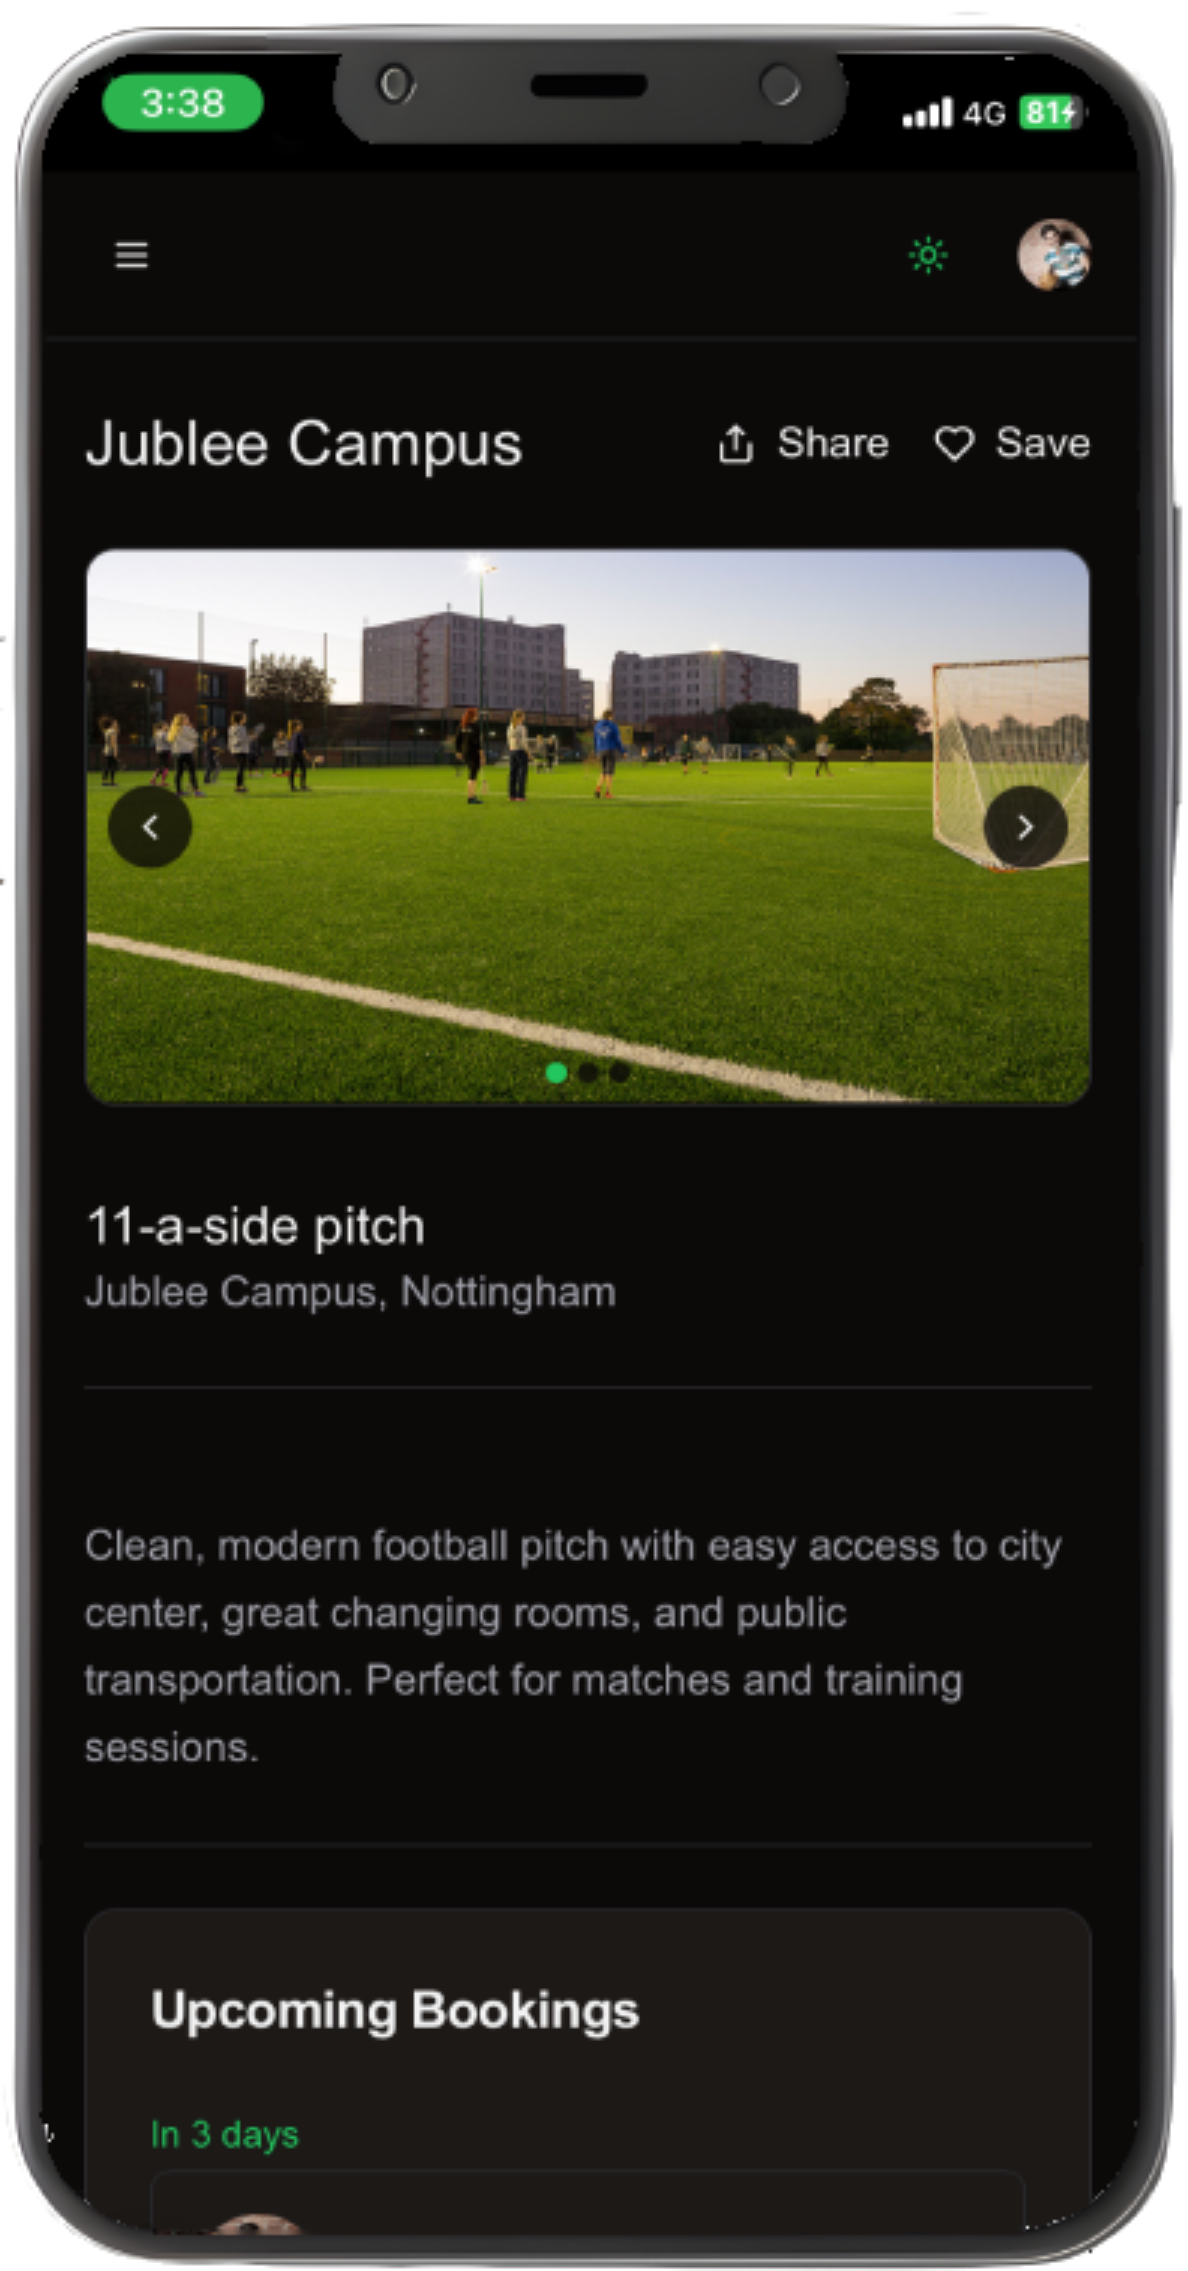 3:38
4G 81
Jublee Campus
Share
Save
11-a-side pitch
Jublee Campus, Nottingham
Clean, modern football pitch with easy access to city
center, great changing rooms, and public
transportation. Perfect for matches and training
sessions.
Upcoming Bookings
In 3 days